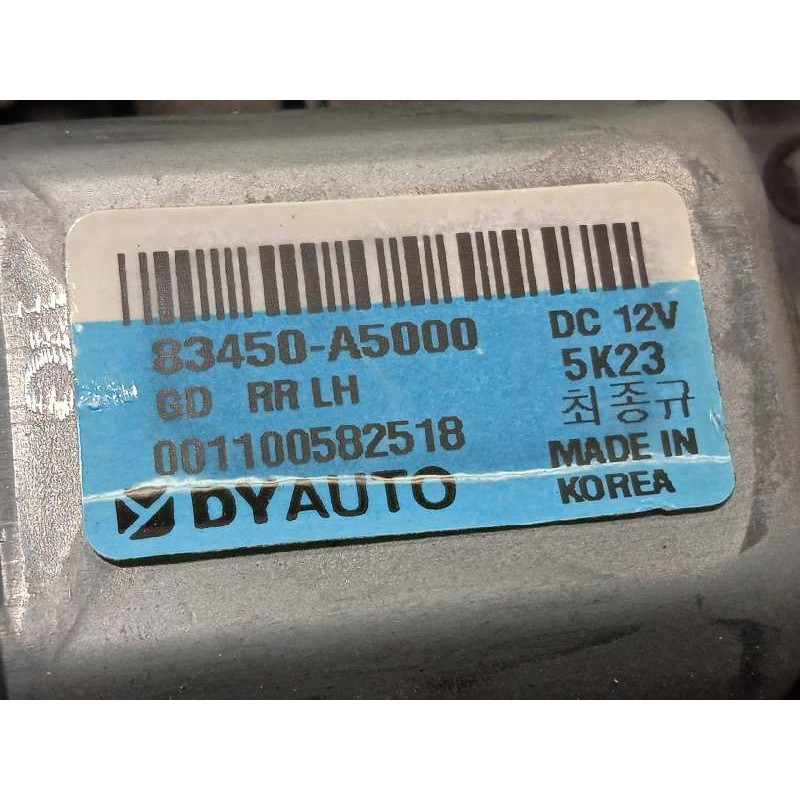 83450-A5000
GD RR LH
001100582518
DYAUTO
DC 12V
5K23
최종규
MADE IN
KOREA